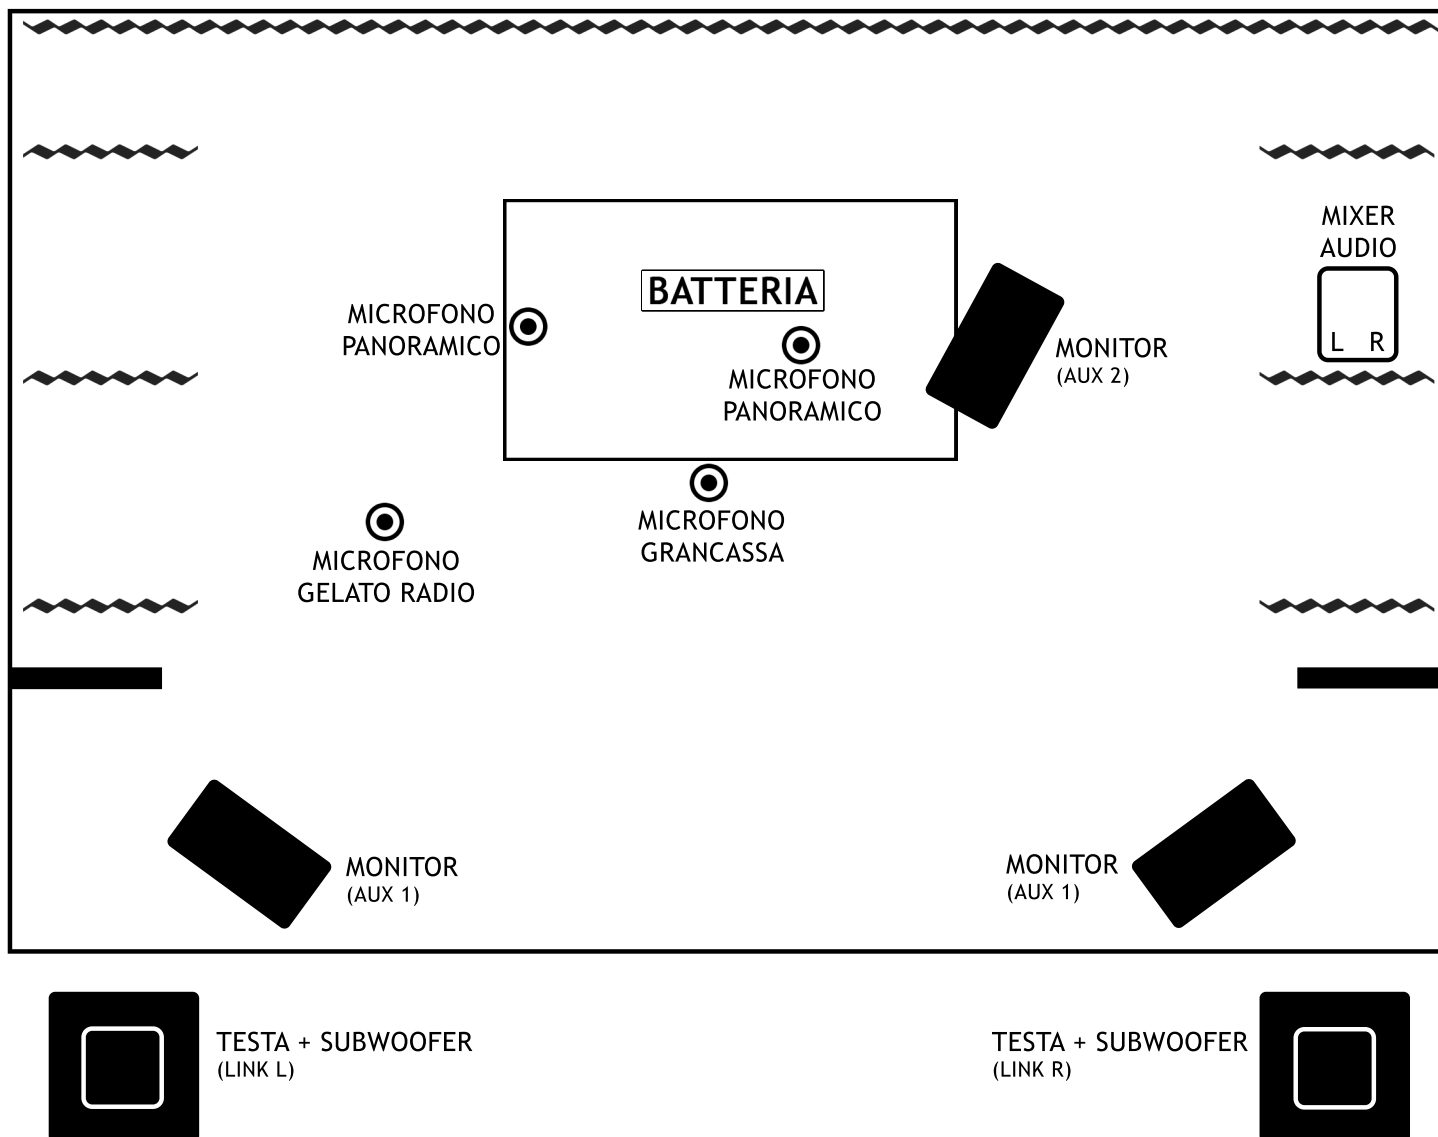 MIXER
AUDIO
L R
BATTERIA
MICROFONO
PANORAMICO
MICROFONO
PANORAMICO
MONITOR
(AUX 2)
MICROFONO
GRANCASSA
MICROFONO
GELATO RADIO
MONITOR
(AUX 1)
MONITOR
(AUX 1)
TESTA + SUBWOOFER
(LINK L)
TESTA + SUBWOOFER
(LINK R)